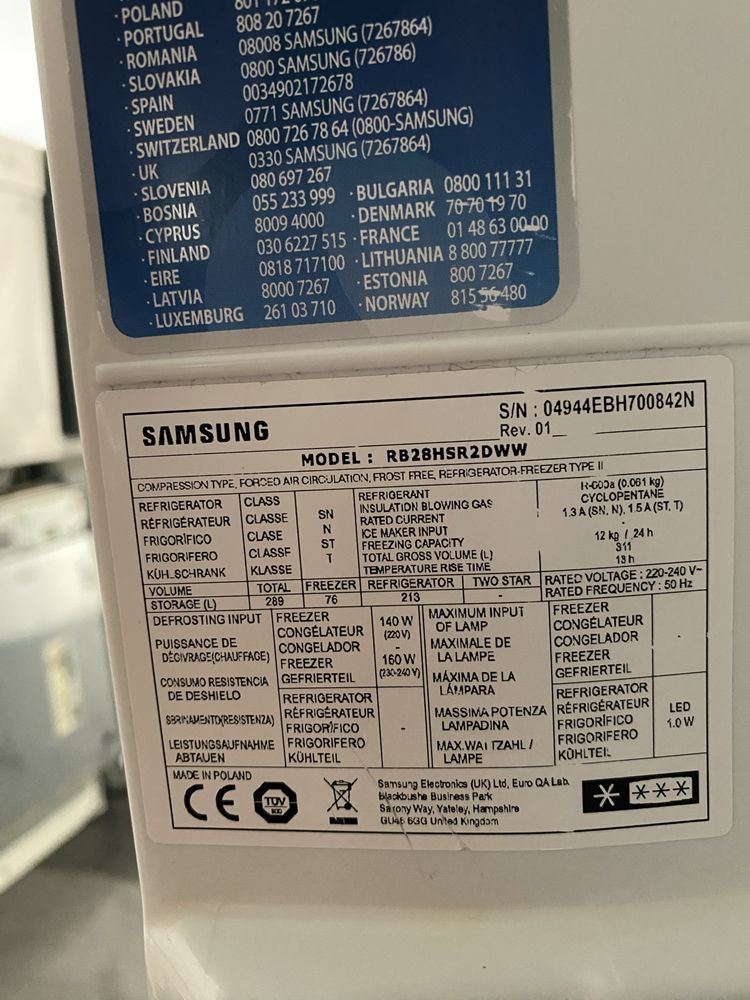 · POLAND
· PORTUGAL 808 20 7267
· ROMANIA 08008 SAMSUNG (7267864)
· SLOVAKIA 0800 SAMSUNG (726786)
· SPAIN 0034902172678
· SWEDEN 0771 SAMSUNG (7267864)
· SWITZERLAND 0800 726 78 64 (0800-SAMSUNG)
· UK 0330 SAMSUNG (7267864)
· SLOVENIA 080 697 267
· BOSNIA 055 233 999
· CYPRUS 8009 4000
· FINLAND 030 6227 515
· EIRE 0818 717100
· LATVIA 8000 7267
· LUXEMBURG 261 03 710
· BULGARIA 0800 111 31
· DENMARK 70 70 19 70
· FRANCE 01 48 63 00 00
· LITHUANIA 8 800 77777
· ESTONIA 800 7267
· NORWAY 815 56 480
SAMSUNG
S/N : 04944EBH700842N
Rev. 01
MODEL : RB28HSR2DWW
COMPRESSION TYPE, FORCED AIR CIRCULATION, FROST FREE, REFRIGERATOR-FREEZER TYPE II
REFRIGERATOR CLASS
RÉFRIGÉRATEUR CLASSE SN
FRIGORÍFICO CLASE N
FRIGORIFERO CLASSE ST
KÜHLSCHRANK KLASSE T
REFRIGERANT R-600a (0.061 kg)
INSULATION BLOWING GAS CYCLOPENTANE
RATED CURRENT 1.3 A (SN, N), 1.5 A (ST, T)
ICE MAKER INPUT -
FREEZING CAPACITY 12 kg / 24 h
TOTAL GROSS VOLUME (L) 311
TEMPERATURE RISE TIME 13 h
VOLUME TOTAL FREEZER REFRIGERATOR TWO STAR
STORAGE (L) 289 76 213 -
RATED VOLTAGE : 220-240 V~
RATED FREQUENCY : 50 Hz
DEFROSTING INPUT
PUISSANCE DE
DÉGIVRAGE(CHAUFFAGE)
CONSUMO RESISTENCIA
DE DESHIELO
SBRINAMENTO(RESISTENZA)
LEISTUNGSAUFNAHME
ABTAUEN
FREEZER
CONGÉLATEUR
CONGELADOR
FREEZER
GEFRIERTEIL
140 W
(220 V)
-
160 W
(230-240 V)
REFRIGERATOR
RÉFRIGÉRATEUR
FRIGORÍFICO
FRIGORIFERO
KÜHLTEIL
-
MAXIMUM INPUT
OF LAMP
MAXIMALE DE
LA LAMPE
MÁXIMA DE LA
LÁMPARA
MASSIMA POTENZA
LAMPADINA
MAX.WATTZAHL /
LAMPE
FREEZER
CONGÉLATEUR
CONGELADOR
FREEZER
GEFRIERTEIL
-
REFRIGERATOR
RÉFRIGÉRATEUR
FRIGORÍFICO
FRIGORIFERO
KÜHLTEIL
LED
1.0 W
MADE IN POLAND
CE
TÜV
Samsung Electronics (UK) Ltd, Euro QA Lab.
Blackbushe Business Park
Saxony Way, Yateley, Hampshire
GU46 6GG United Kingdom